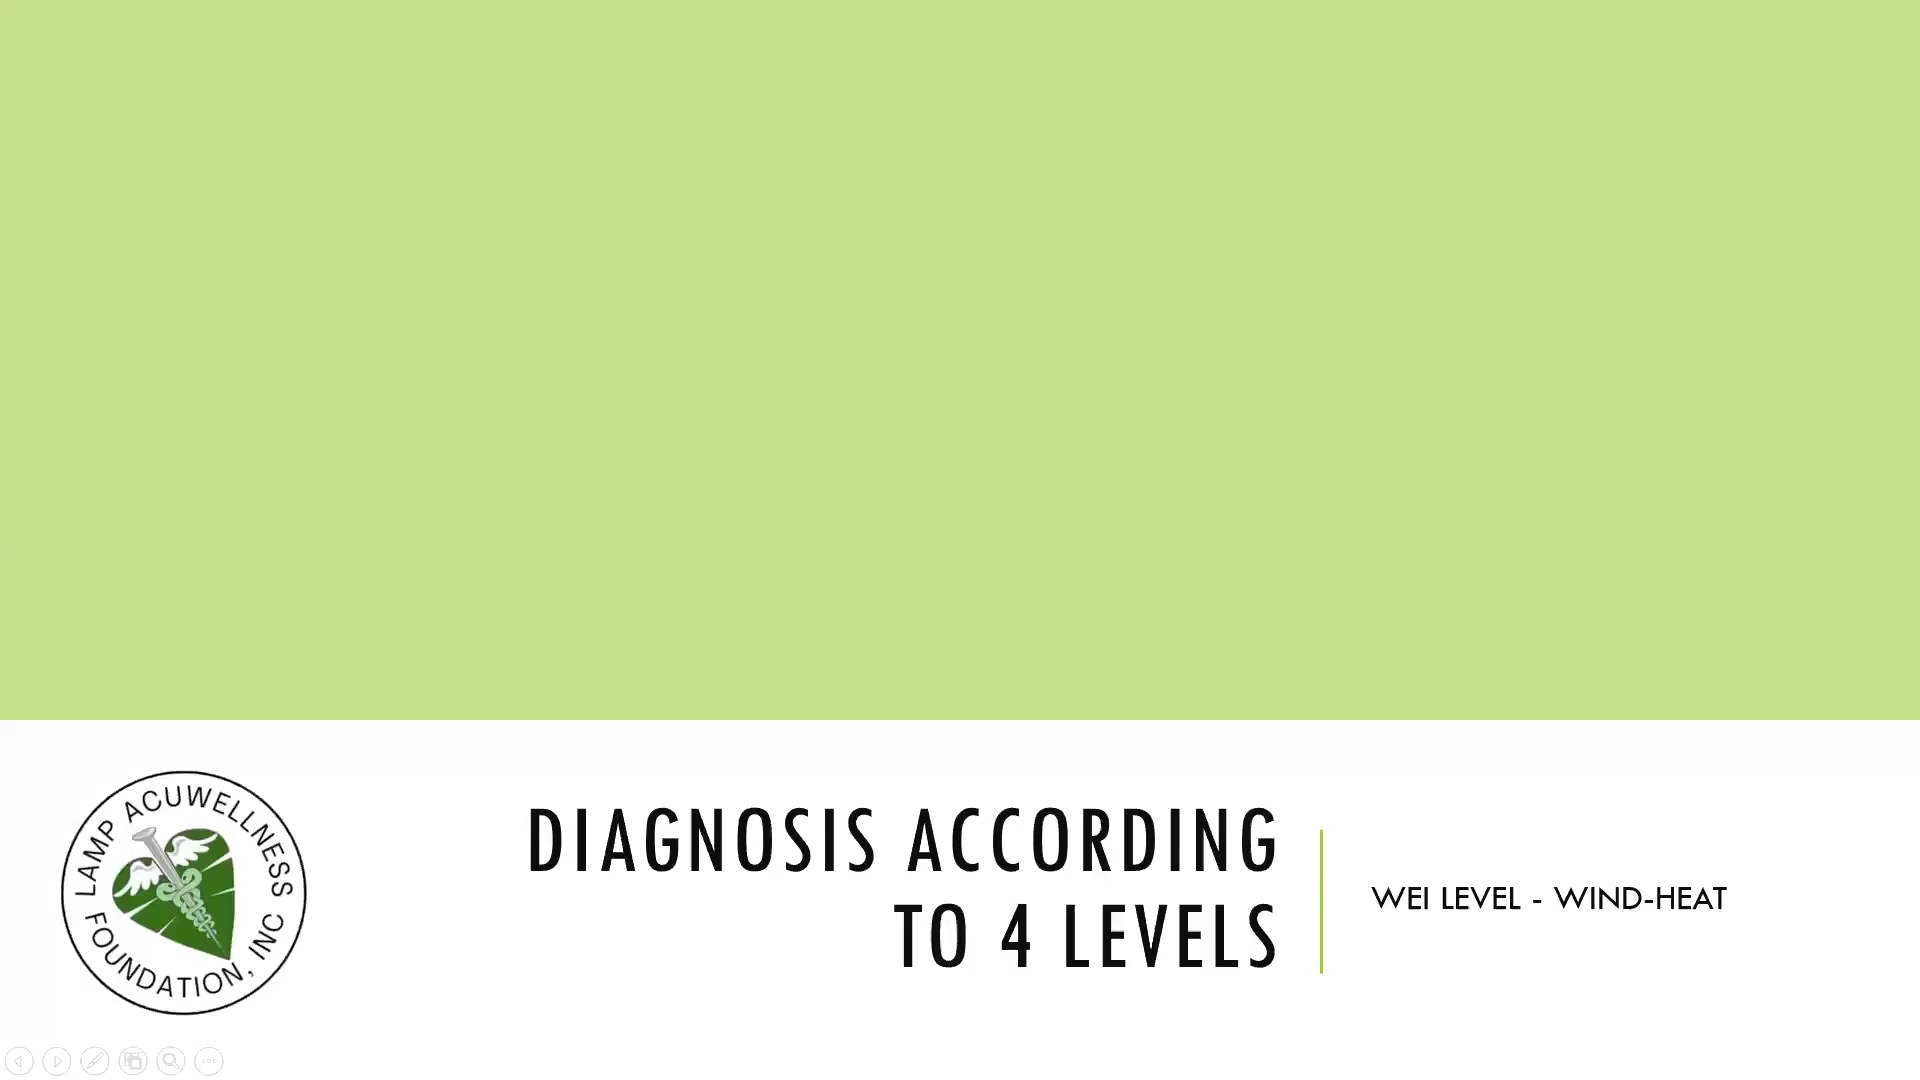 LAMP ACUWELLNESS
FOUNDATION, INC
DIAGNOSIS ACCORDING
TO 4 LEVELS
WEI LEVEL - WIND-HEAT